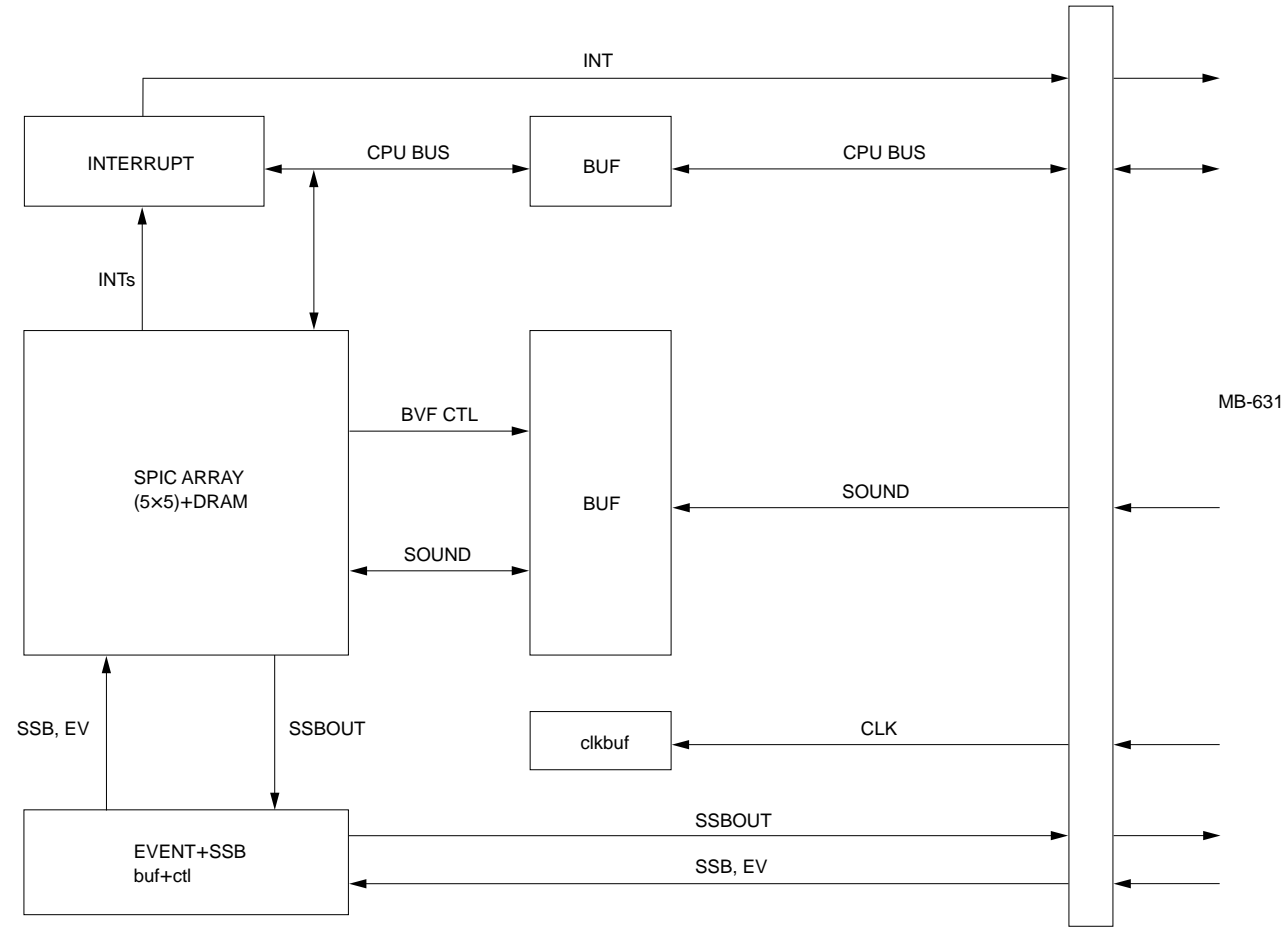 INT
INTERRUPT
CPU BUS
BUF
CPU BUS
INTs
MB-631
BVF CTL
SPIC ARRAY
(5×5)+DRAM
BUF
SOUND
SOUND
SSB, EV
SSBOUT
clkbuf
CLK
SSBOUT
EVENT+SSB
buf+ctl
SSB, EV